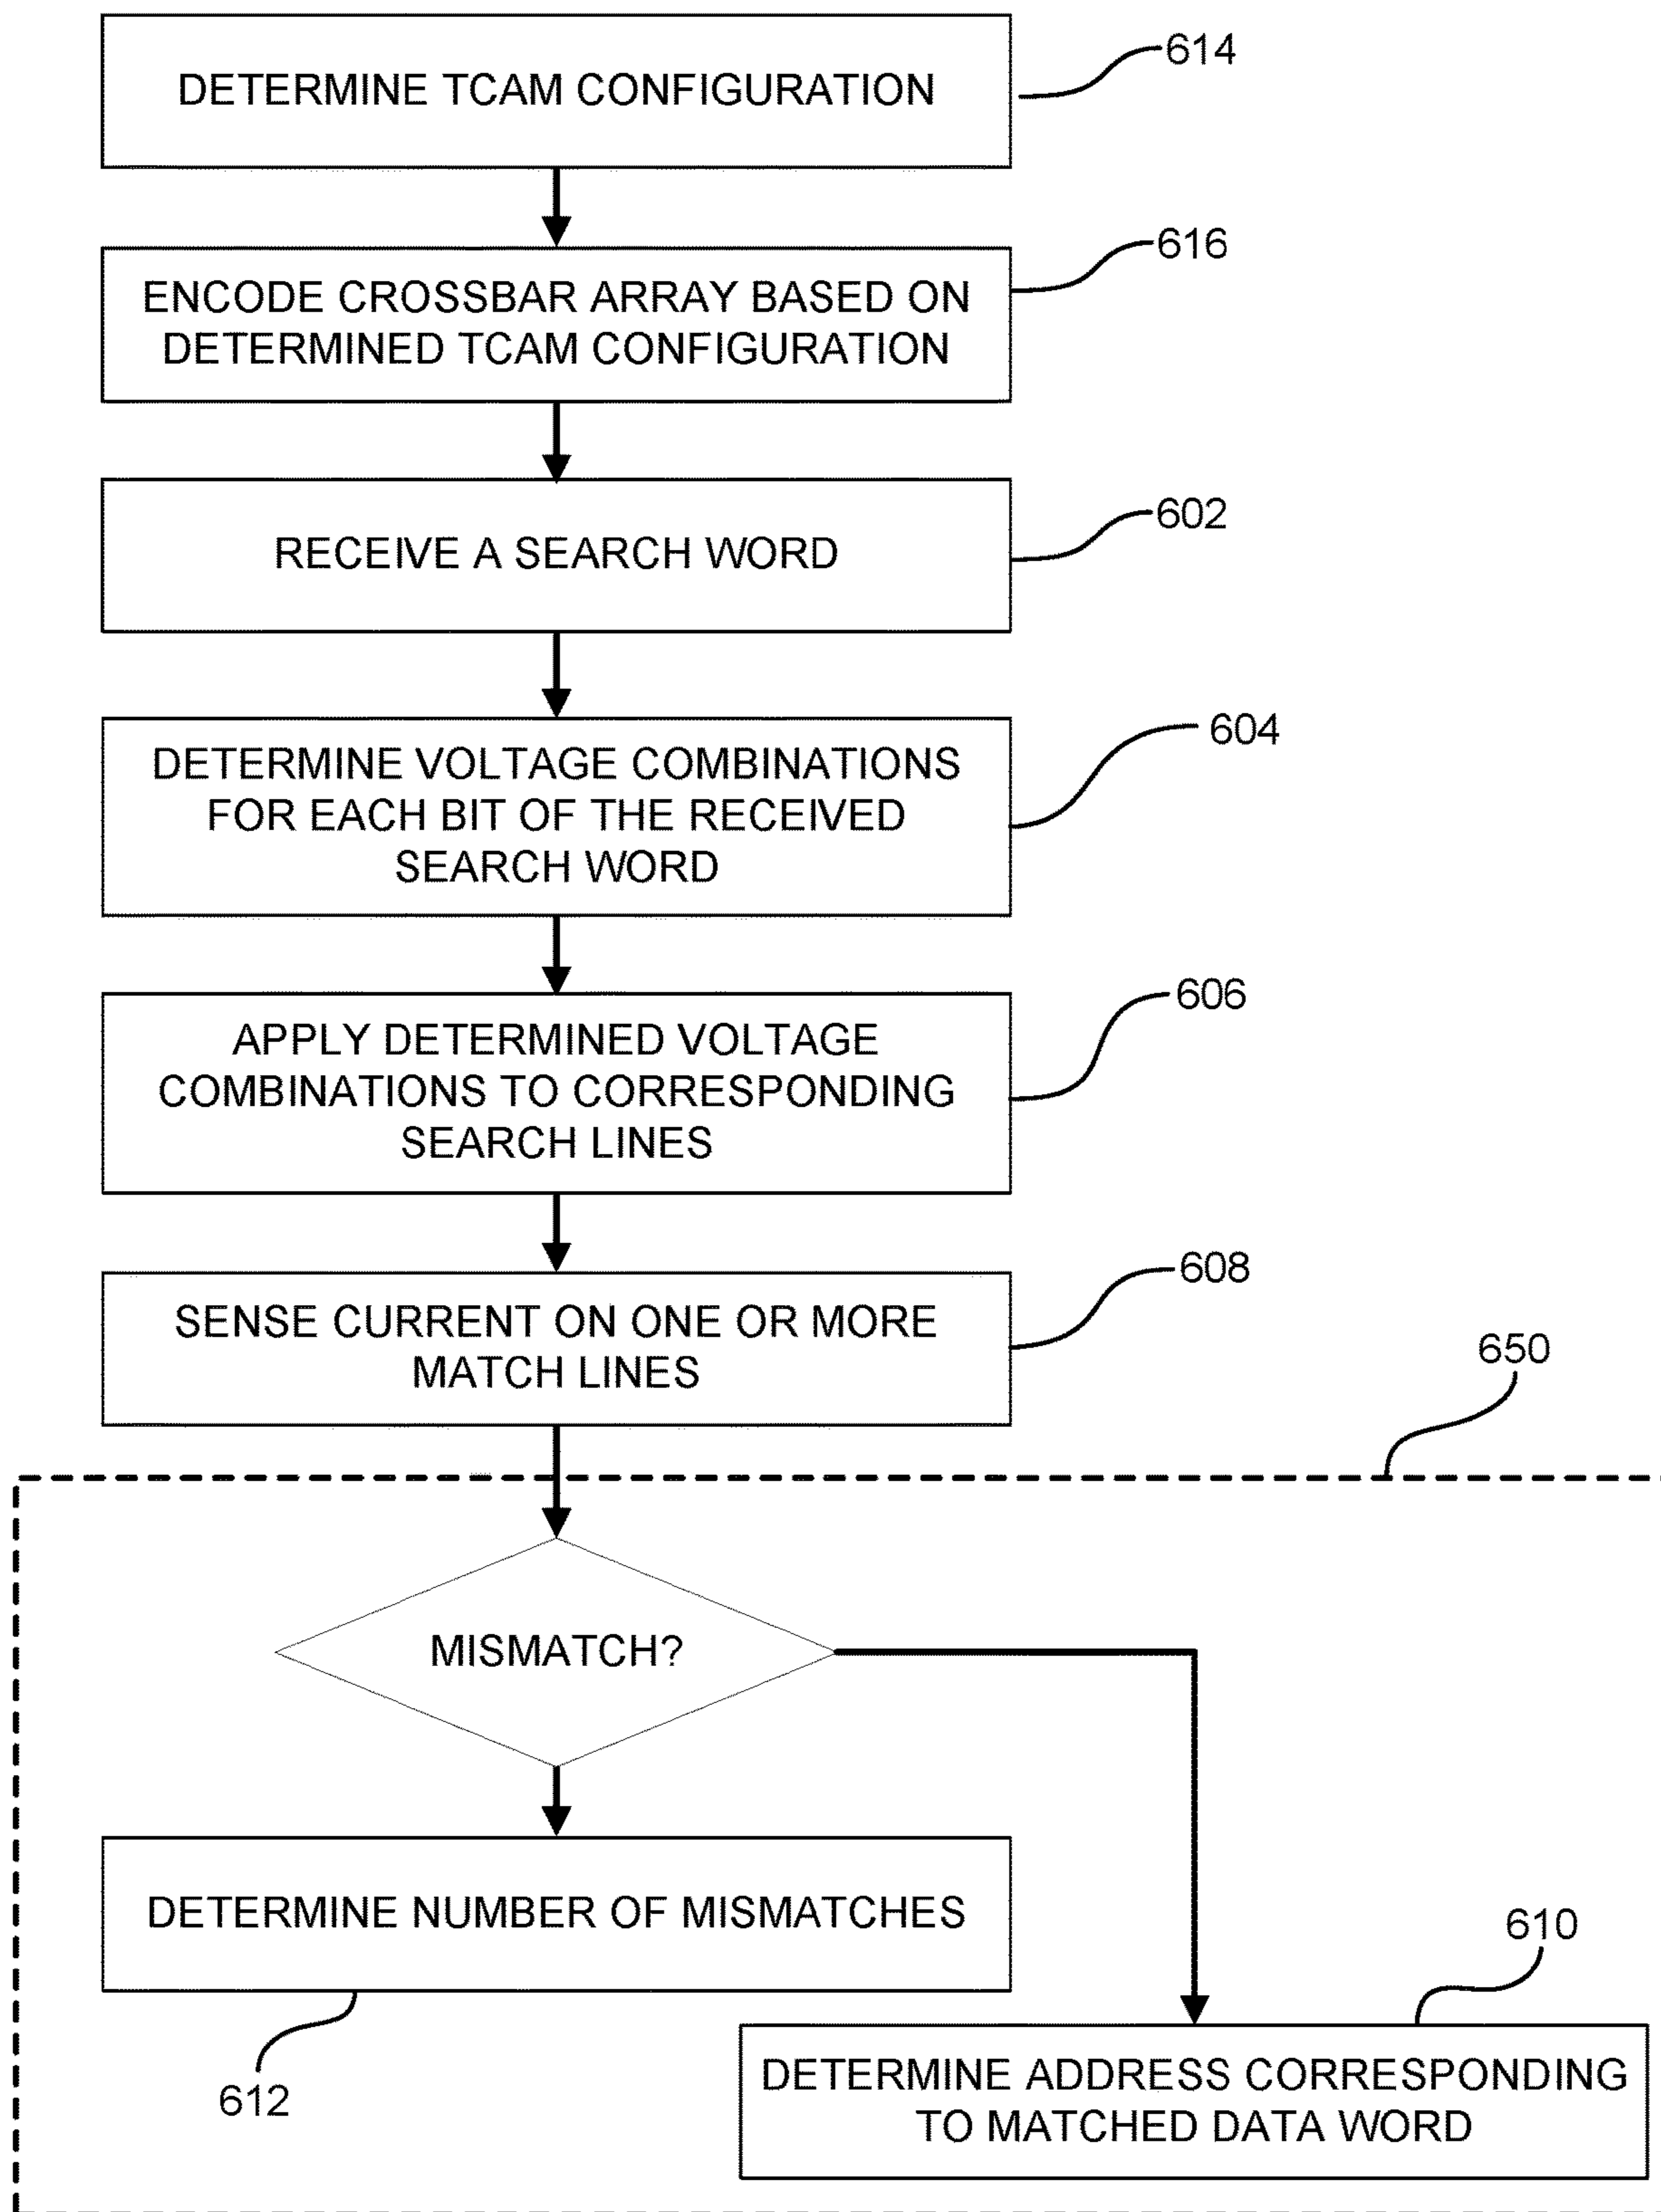 DETERMINE TCAM CONFIGURATION
614
616
ENCODE CROSSBAR ARRAY BASED ON
DETERMINED TCAM CONFIGURATION
602
RECEIVE A SEARCH WORD
604
DETERMINE VOLTAGE COMBINATIONS
FOR EACH BIT OF THE RECEIVED
SEARCH WORD
606
APPLY DETERMINED VOLTAGE
COMBINATIONS TO CORRESPONDING
SEARCH LINES
608
SENSE CURRENT ON ONE OR MORE
MATCH LINES
650
MISMATCH?
DETERMINE NUMBER OF MISMATCHES
612
610
DETERMINE ADDRESS CORRESPONDING
TO MATCHED DATA WORD